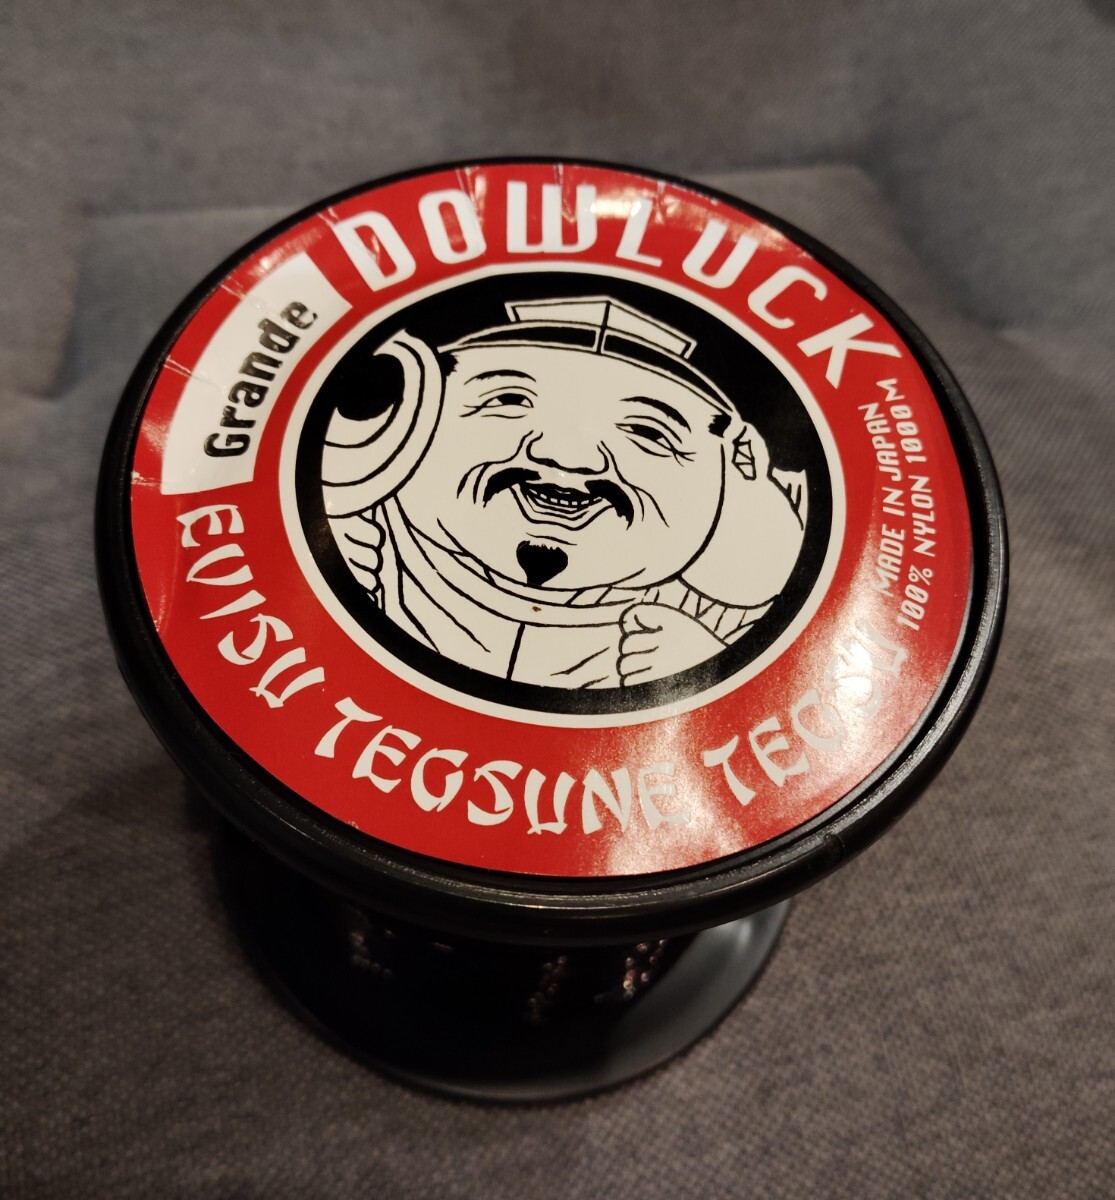 DOWLUCK
Grande
MADE IN JAPAN
100% NYLON 1000M
EVISU TEGSUNE TEGSU